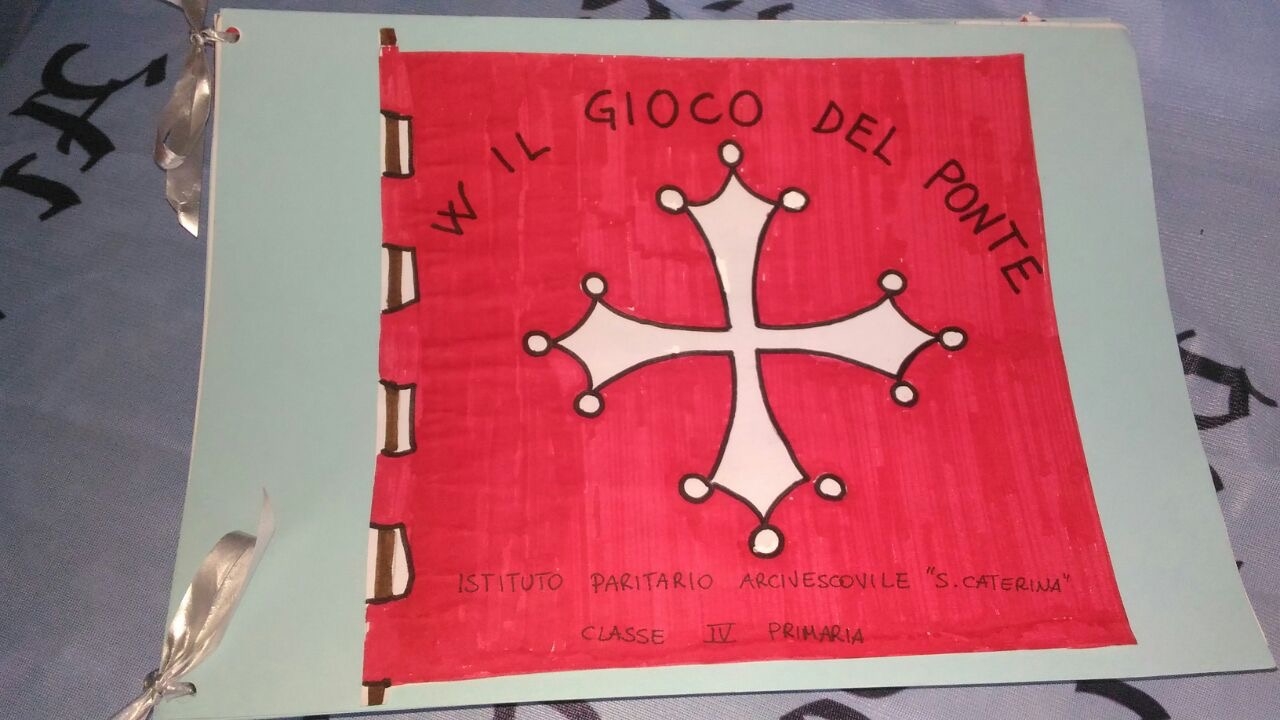 W IL GIOCO DEL PONTE
ISTITUTO PARITARIO ARCIVESCOVILE "S. CATERINA"
CLASSE IV PRIMARIA